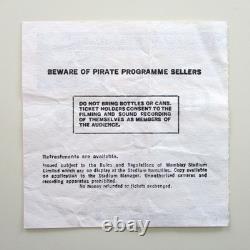 BEWARE OF PIRATE PROGRAMME SELLERS
DO NOT BRING BOTTLES OR CANS.
TICKET HOLDERS CONSENT TO THE
FILMING AND SOUND RECORDING
OF THEMSELVES AS MEMBERS OF
THE AUDIENCE.
Refreshments are available.
Issued subject to the Rules and Regulations of Wembley Stadium
Limited which are on display at the Stadium turnstiles. Copy available
on application to the Stadium Manager. Unauthorised cameras and
recording apparatus prohibited.
No money refunded or tickets exchanged.